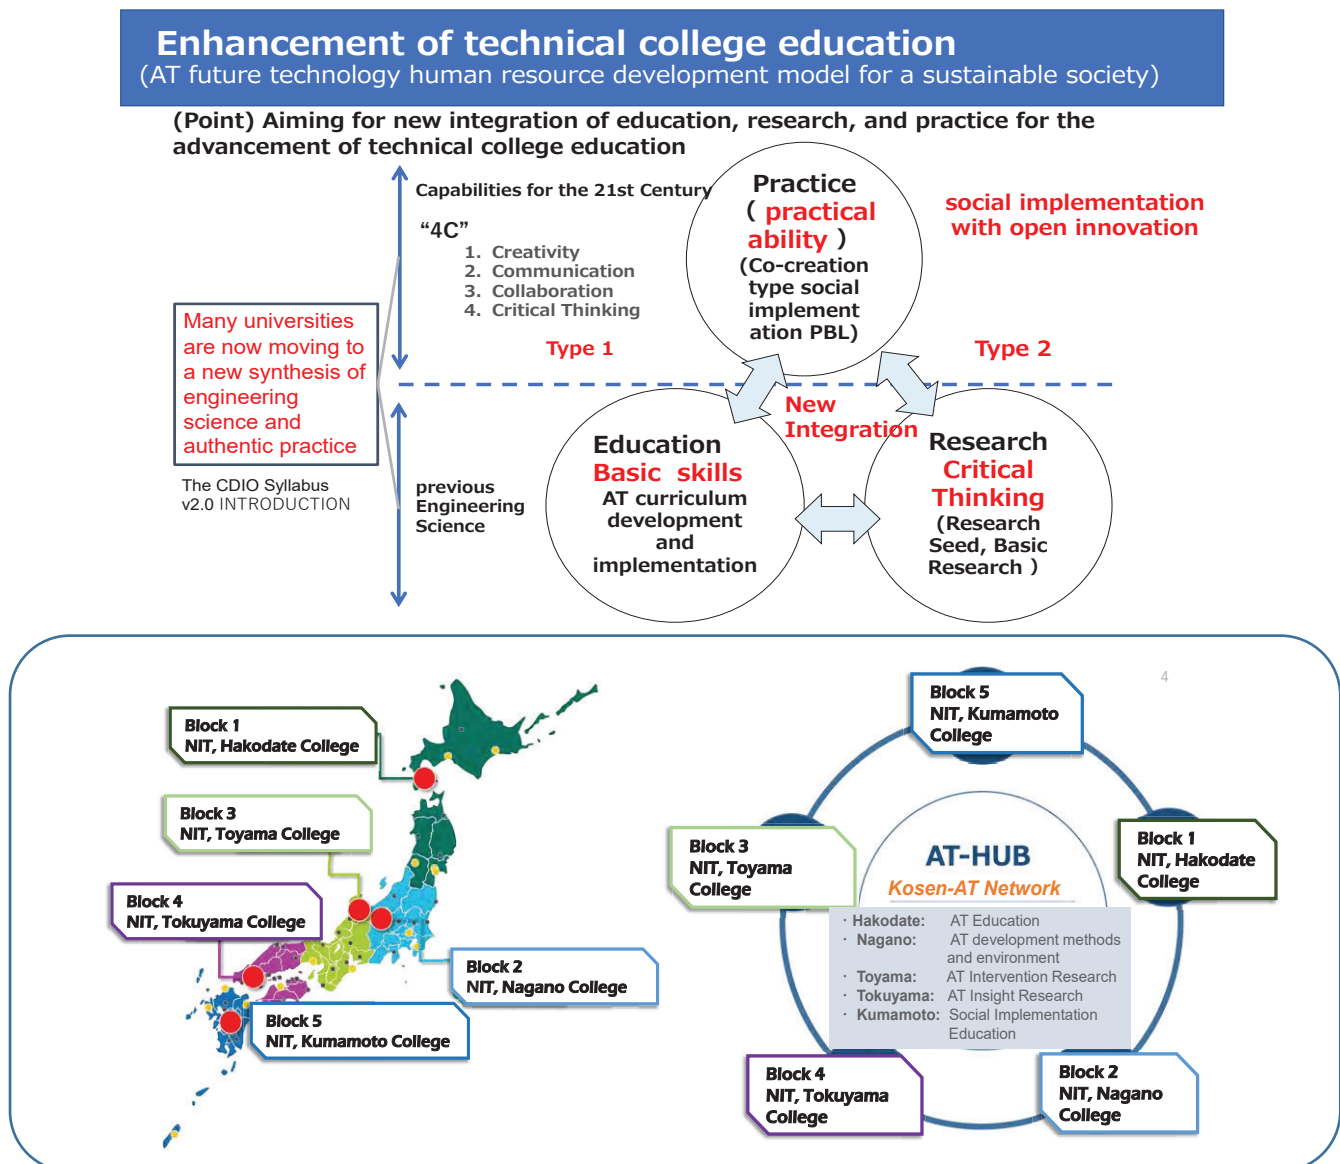 Enhancement of technical college education
(AT future technology human resource development model for a sustainable society)
(Point) Aiming for new integration of education, research, and practice for the
advancement of technical college education
Capabilities for the 21st Century
“4C”
1. Creativity
2. Communication
3. Collaboration
4. Critical Thinking
Practice
( practical
ability )
(Co-creation
type social
implement
ation PBL)
social implementation
with open innovation
Many universities
are now moving to
a new synthesis of
engineering
science and
authentic practice
The CDIO Syllabus
v2.0 INTRODUCTION
Type 1
Type 2
New
Integration
previous
Engineering
Science
Education
Basic skills
AT curriculum
development
and
implementation
Research
Critical
Thinking
(Research
Seed, Basic
Research )
4
Block 1
NIT, Hakodate College
Block 3
NIT, Toyama College
Block 4
NIT, Tokuyama College
Block 2
NIT, Nagano College
Block 5
NIT, Kumamoto College
Block 5
NIT, Kumamoto
College
Block 3
NIT, Toyama
College
Block 1
NIT, Hakodate
College
AT-HUB
Kosen-AT Network
· Hakodate: AT Education
· Nagano: AT development methods
and environment
· Toyama: AT Intervention Research
· Tokuyama: AT Insight Research
· Kumamoto: Social Implementation
Education
Block 4
NIT, Tokuyama
College
Block 2
NIT, Nagano
College